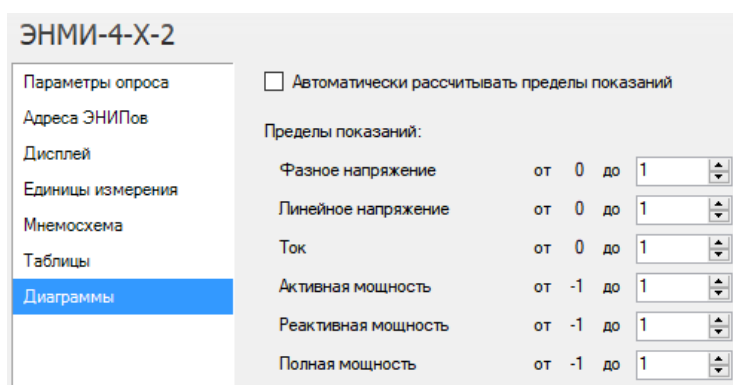 ЭНМИ-4-X-2
Параметры опроса
Адреса ЭНИПов
Дисплей
Единицы измерения
Мнемосхема
Таблицы
Диаграммы
Автоматически рассчитывать пределы показаний
Пределы показаний:
Фазное напряжение от 0 до 1
Линейное напряжение от 0 до 1
Ток от 0 до 1
Активная мощность от -1 до 1
Реактивная мощность от -1 до 1
Полная мощность от -1 до 1